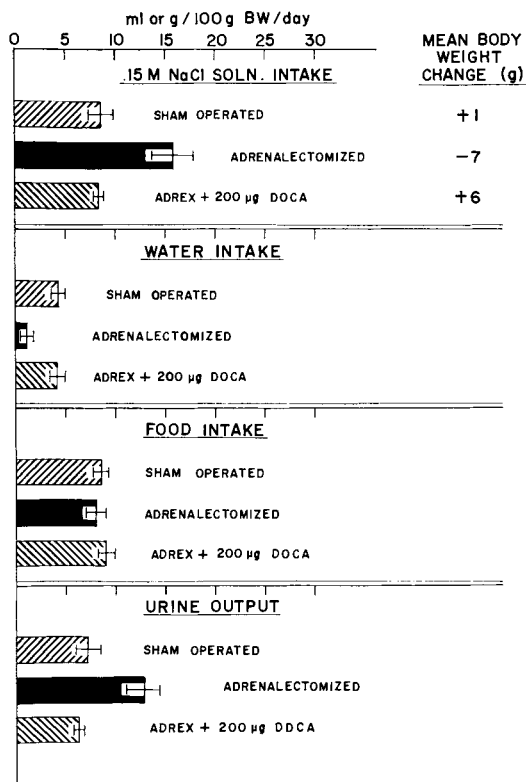 ml or g/100g BW/day
0 5 10 15 20 25 30
MEAN BODY
WEIGHT
CHANGE (g)
.15 M NaCl SOLN. INTAKE
SHAM OPERATED +1
ADRENALECTOMIZED -7
ADREX + 200 µg DOCA +6
WATER INTAKE
SHAM OPERATED
ADRENALECTOMIZED
ADREX + 200 µg DOCA
FOOD INTAKE
SHAM OPERATED
ADRENALECTOMIZED
ADREX + 200 µg DOCA
URINE OUTPUT
SHAM OPERATED
ADRENALECTOMIZED
ADREX + 200 µg DDCA